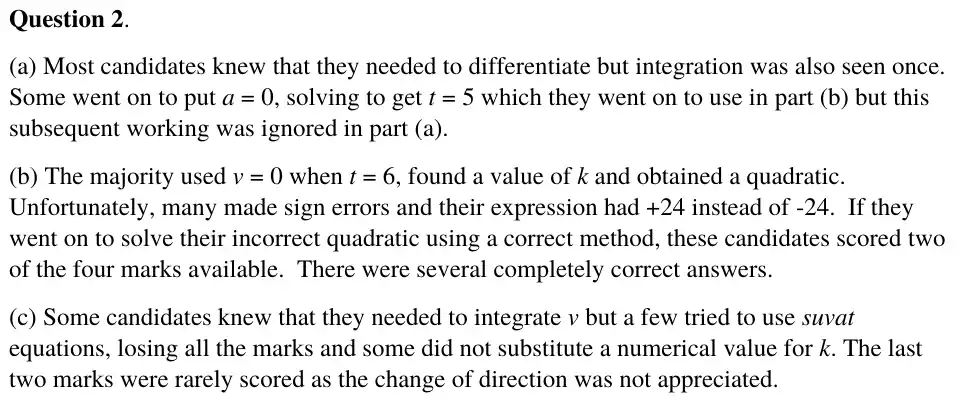 Question 2.
(a) Most candidates knew that they needed to differentiate but integration was also seen once.
Some went on to put a = 0, solving to get t = 5 which they went on to use in part (b) but this
subsequent working was ignored in part (a).
(b) The majority used v = 0 when t = 6, found a value of k and obtained a quadratic.
Unfortunately, many made sign errors and their expression had +24 instead of -24.  If they
went on to solve their incorrect quadratic using a correct method, these candidates scored two
of the four marks available.  There were several completely correct answers.
(c) Some candidates knew that they needed to integrate v but a few tried to use suvat
equations, losing all the marks and some did not substitute a numerical value for k. The last
two marks were rarely scored as the change of direction was not appreciated.